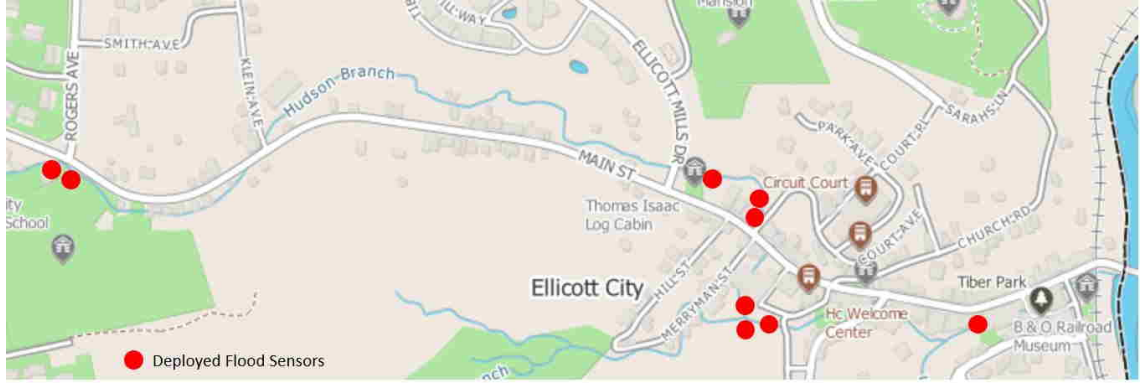 Mansion
SMITH AVE
ROGERS AVE
KLEIN AVE
Hudson Branch
ELLICOTT MILLS DR
MAIN ST
SARAHS LN
PARK AVE
COURT PL
Circuit Court
Thomas Isaac
Log Cabin
COURT AVE
CHURCH RD
School
Ellicott City
HILL ST
MERRYMAN ST
Tiber Park
Hc Welcome
Center
B & O Railroad
Museum
Deployed Flood Sensors